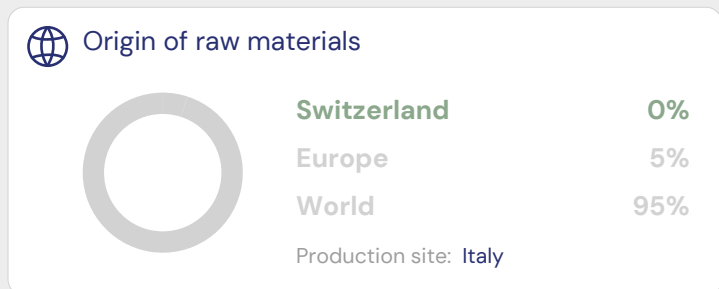 Origin of raw materials
Switzerland 0%
Europe 5%
World 95%
Production site: Italy